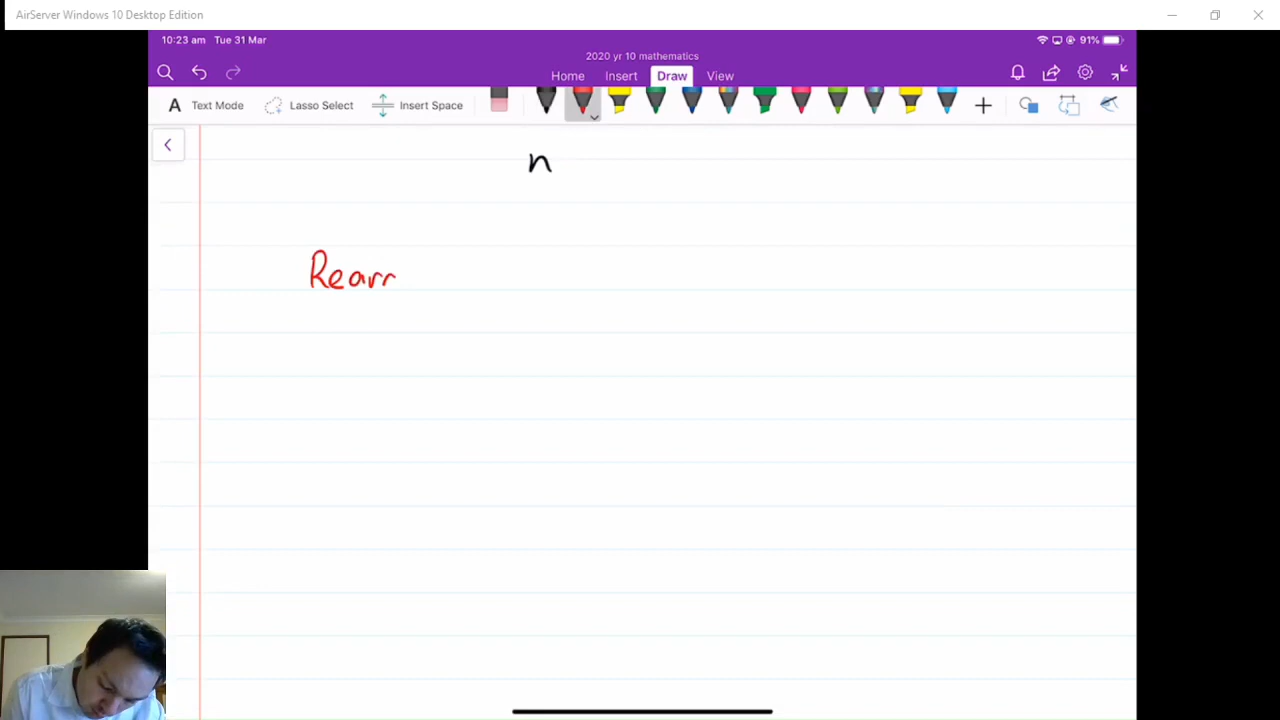 AirServer Windows 10 Desktop Edition
10:23 am Tue 31 Mar
91%
2020 yr 10 mathematics
Home Insert Draw View
A Text Mode Lasso Select Insert Space
n
Rearr